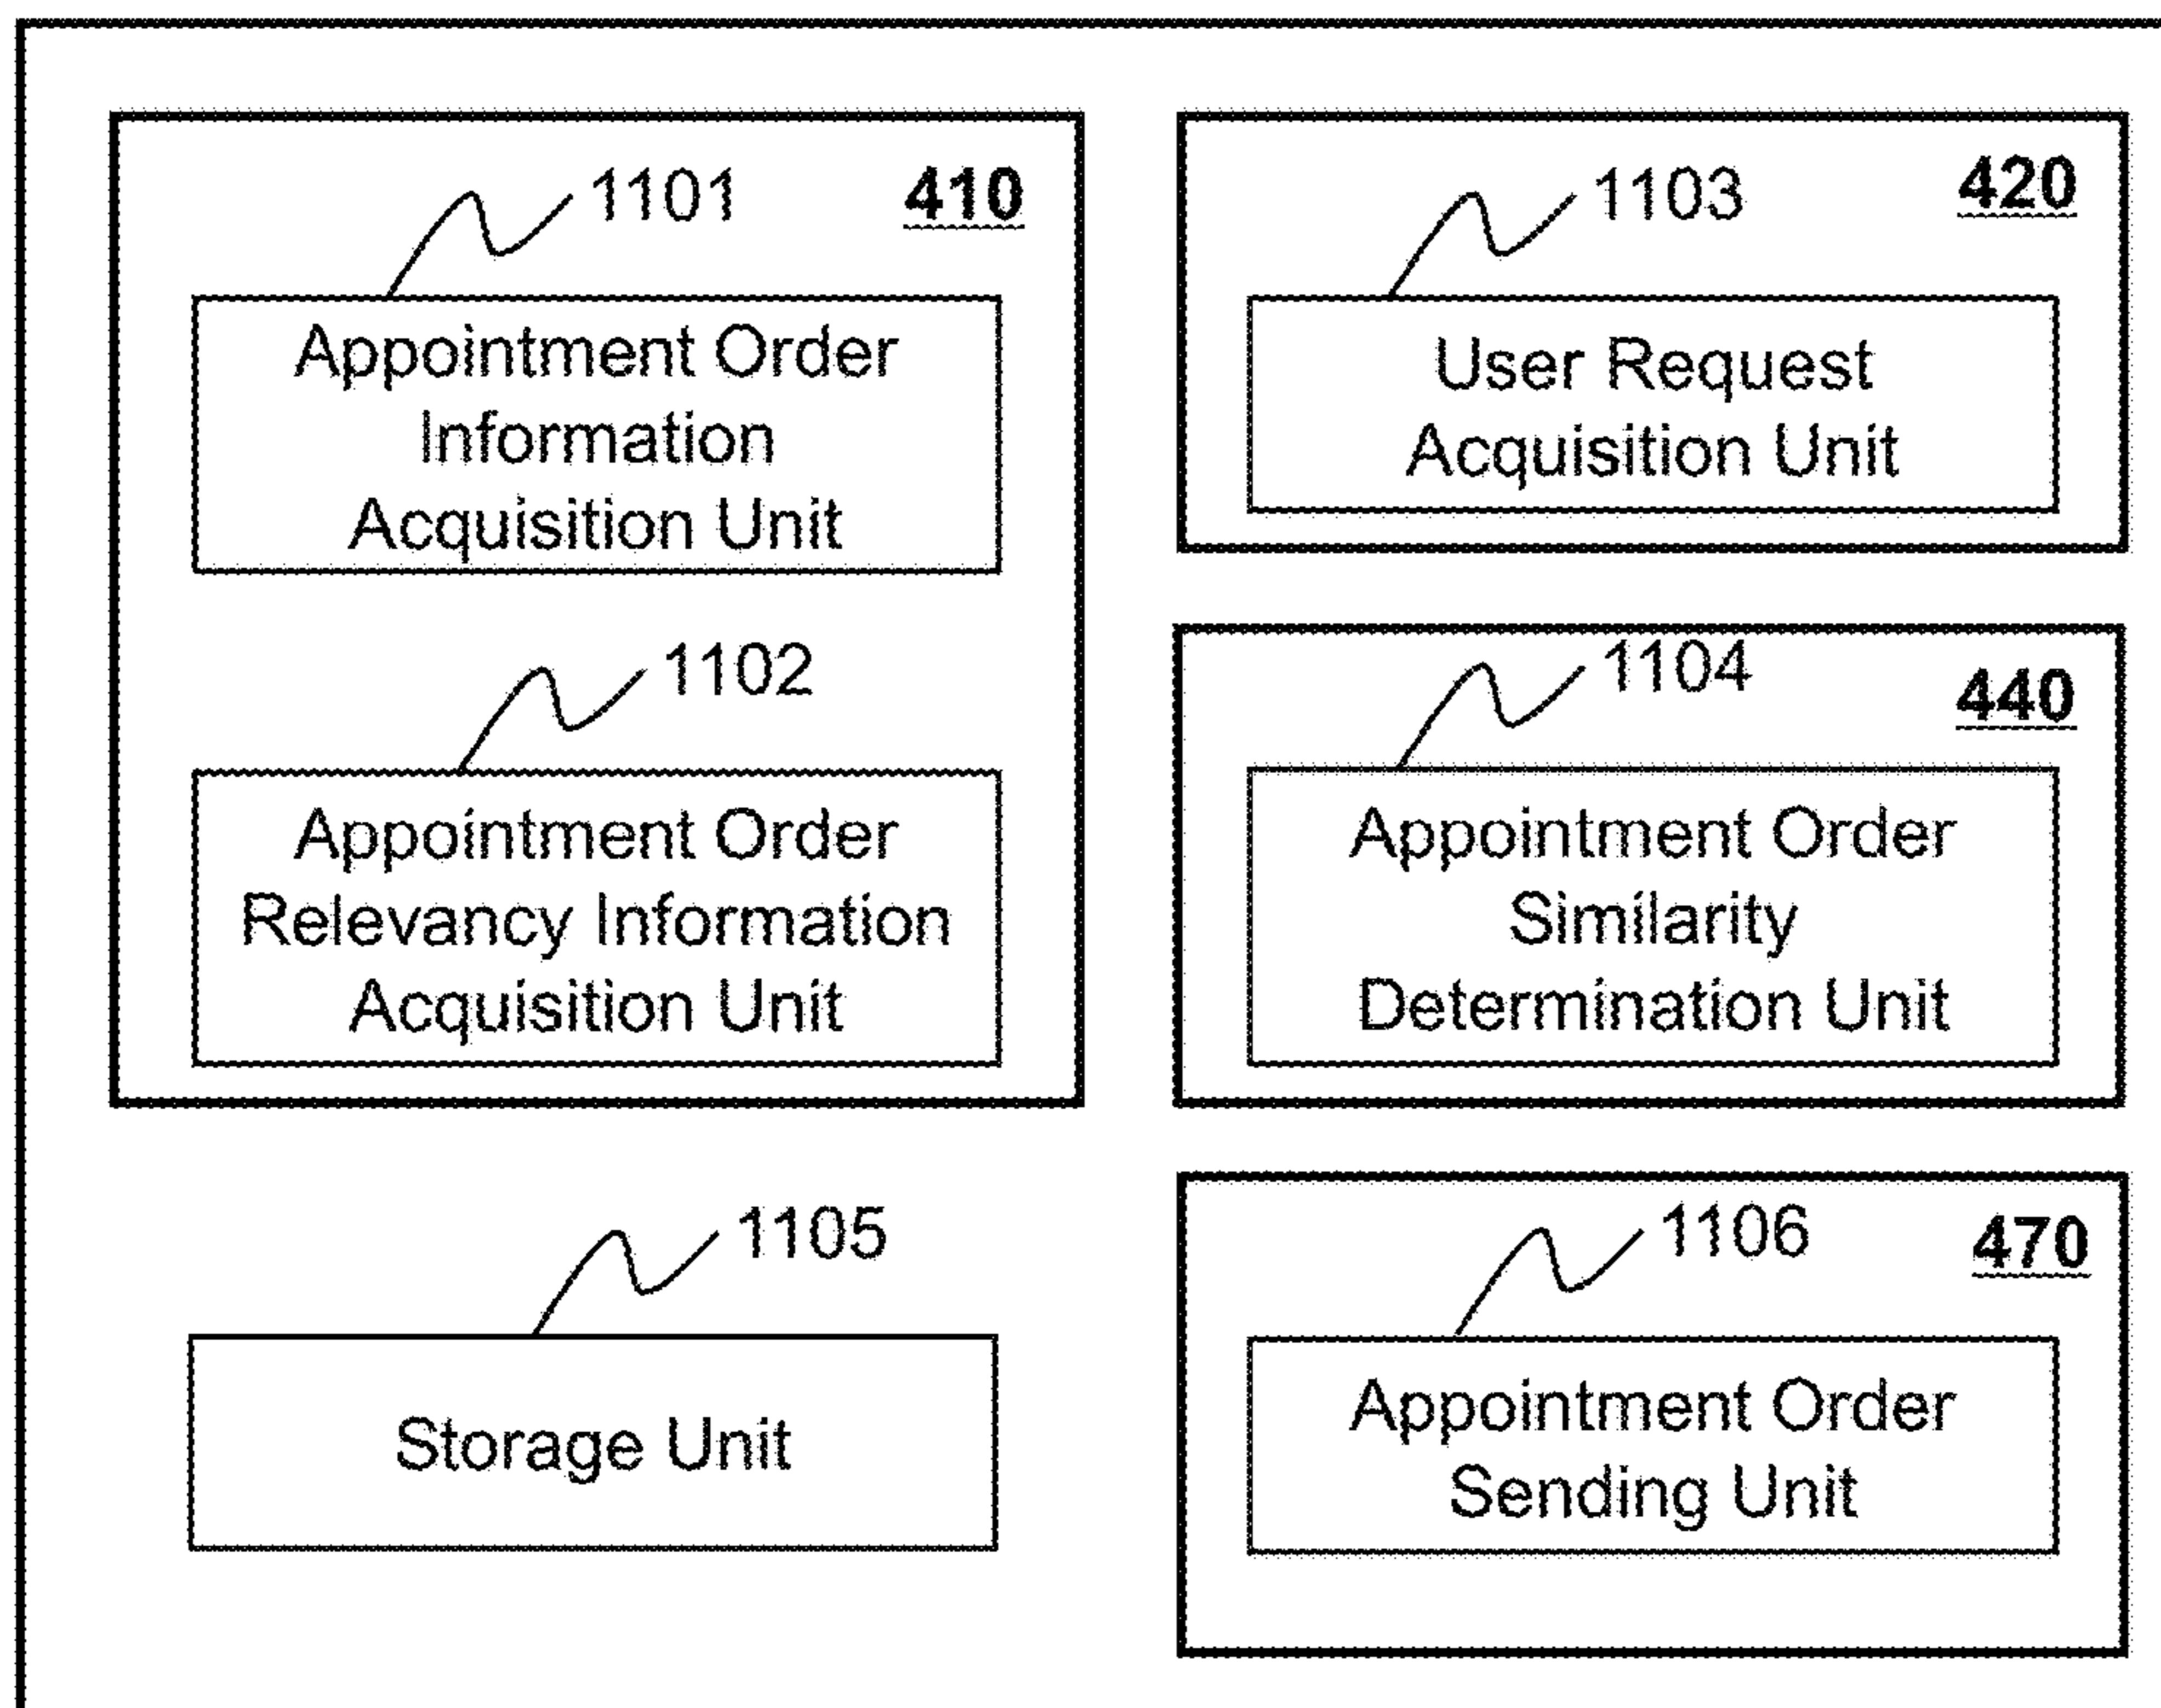 1101
410
Appointment Order
Information
Acquisition Unit
1102
Appointment Order
Relevancy Information
Acquisition Unit
1103
420
User Request
Acquisition Unit
1104
440
Appointment Order
Similarity
Determination Unit
1105
Storage Unit
1106
470
Appointment Order
Sending Unit